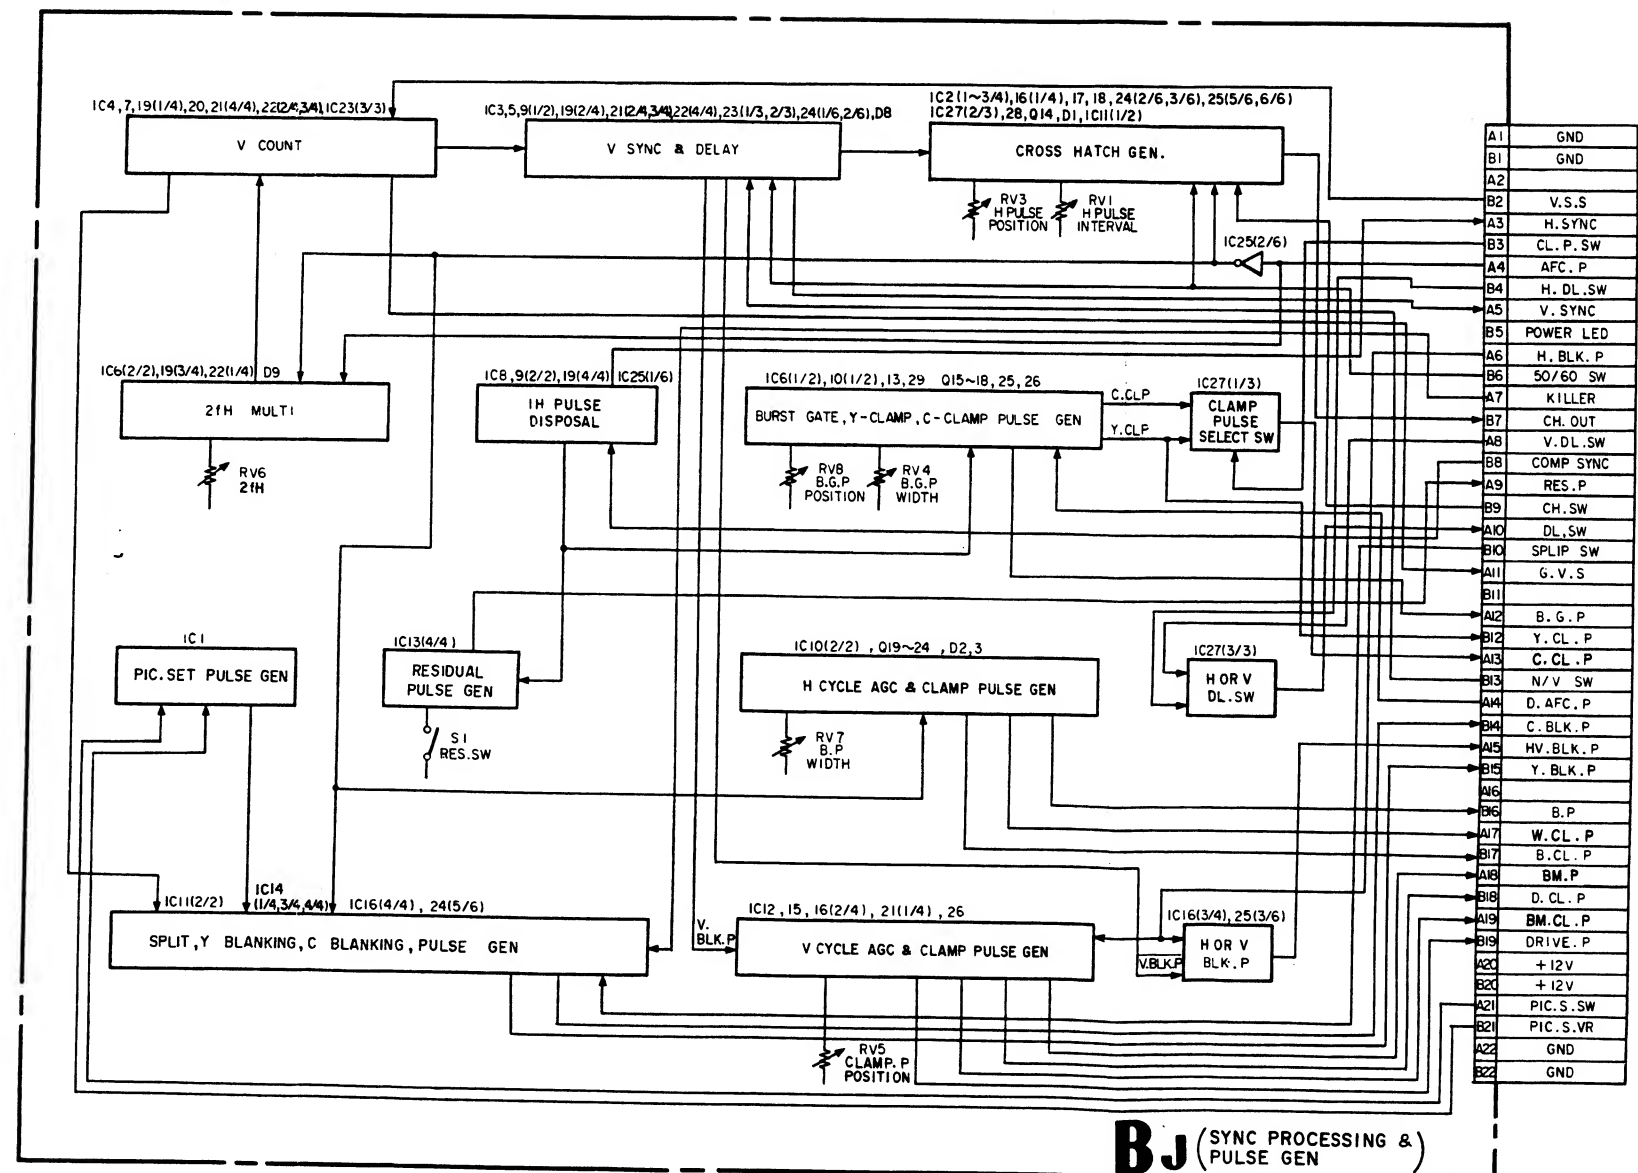 IC4,7,19(1/4),20,21(4/4),22(2/4,3/4),IC23(3/3)
V COUNT
IC3,5,9(1/2),19(2/4),21(2/4,3/4)22(4/4),23(1/3,2/3),24(1/6,2/6),D8
V SYNC & DELAY
IC2(1~3/4),16(1/4),17,18,24(2/6,3/6),25(5/6,6/6)
IC27(2/3),28,Q14,D1,IC11(1/2)
CROSS HATCH GEN.
RV3
H PULSE
POSITION
RV1
H PULSE
INTERVAL
IC25(2/6)
IC6(2/2),19(3/4),22(1/4) D9
2fH MULTI
RV6
2fH
IC8,9(2/2),19(4/4) IC25(1/6)
1H PULSE
DISPOSAL
IC6(1/2),10(1/2),13,29 Q15~18,25,26
BURST GATE,Y-CLAMP,C-CLAMP PULSE GEN
C.CLP
Y.CLP
IC27(1/3)
CLAMP
PULSE
SELECT SW
RV8
B.G.P
POSITION
RV4
B.G.P
WIDTH
IC1
PIC.SET PULSE GEN
IC13(4/4)
RESIDUAL
PULSE GEN
S1
RES.SW
IC10(2/2) ,Q19~24 ,D2,3
H CYCLE AGC & CLAMP PULSE GEN
RV7
B.P
WIDTH
IC27(3/3)
H OR V
DL.SW
IC11(2/2)
IC14
(1/4,3/4,4/4)
IC16(4/4), 24(5/6)
SPLIT,Y BLANKING,C BLANKING,PULSE GEN
V.
BLK.P
IC12,15,16(2/4), 21(1/4),26
V CYCLE AGC & CLAMP PULSE GEN
RV5
CLAMP.P
POSITION
V.BLK.P
IC16(3/4),25(3/6)
H OR V
BLK.P
A1 GND
B1 GND
A2
B2 V.S.S
A3 H.SYNC
B3 CL.P.SW
A4 AFC.P
B4 H.DL.SW
A5 V.SYNC
B5 POWER LED
A6 H.BLK.P
B6 50/60 SW
A7 KILLER
B7 CH.OUT
A8 V.DL.SW
B8 COMP SYNC
A9 RES.P
B9 CH.SW
A10 DL,SW
B10 SPLIP SW
A11 G.V.S
B11
A12 B.G.P
B12 Y.CL.P
A13 C.CL.P
B13 N/V SW
A14 D.AFC.P
B14 C.BLK.P
A15 HV.BLK.P
B15 Y.BLK.P
A16
B16 B.P
A17 W.CL.P
B17 B.CL.P
A18 BM.P
B18 D.CL.P
A19 BM.CL.P
B19 DRIVE.P
A20 +12V
B20 +12V
A21 PIC.S.SW
B21 PIC.S.VR
A22 GND
B22 GND
BJ (SYNC PROCESSING &
PULSE GEN)